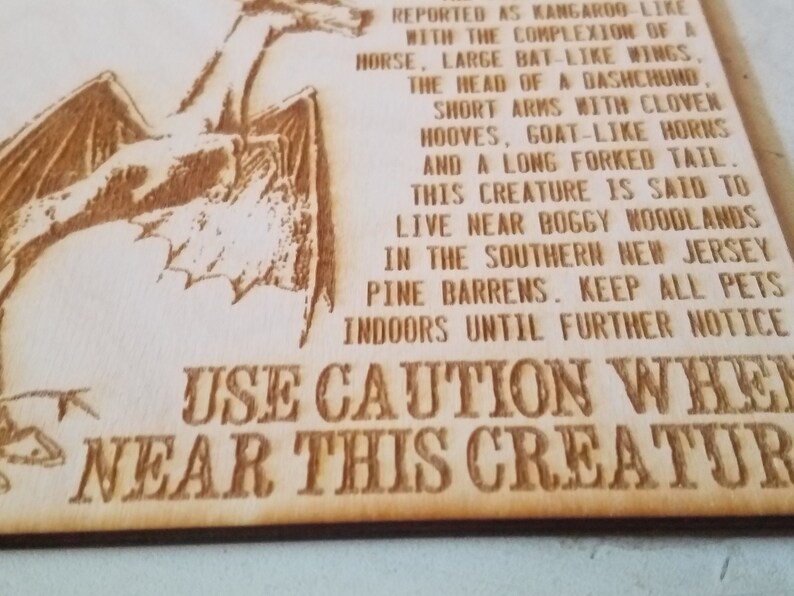 REPORTED AS KANGAROO-LIKE
WITH THE COMPLEXION OF A
HORSE, LARGE BAT-LIKE WINGS,
THE HEAD OF A DASHCHUND,
SHORT ARMS WITH CLOVEN
HOOVES, GOAT-LIKE HORNS
AND A LONG FORKED TAIL.
THIS CREATURE IS SAID TO
LIVE NEAR BOGGY WOODLANDS
IN THE SOUTHERN NEW JERSEY
PINE BARRENS. KEEP ALL PETS
INDOORS UNTIL FURTHER NOTICE
USE CAUTION WHEN
NEAR THIS CREATUR